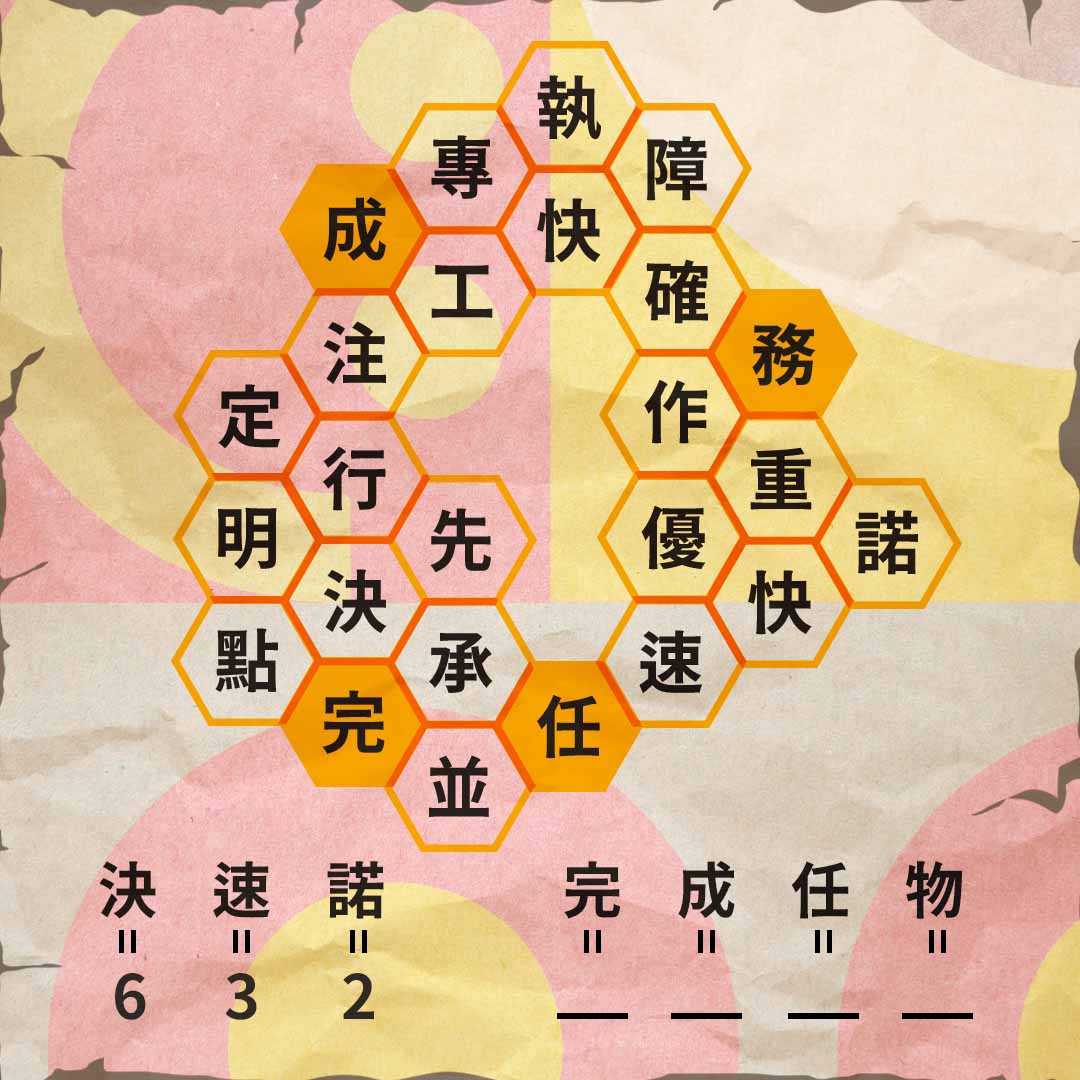 執
專 障
成 快
工 確
注 務
定 作
行 重
明 先 優 諾
決 快
點 承 速
完 任
並
決 速 諾 完 成 任 物
= = = = = = =
6 3 2 _ _ _ _